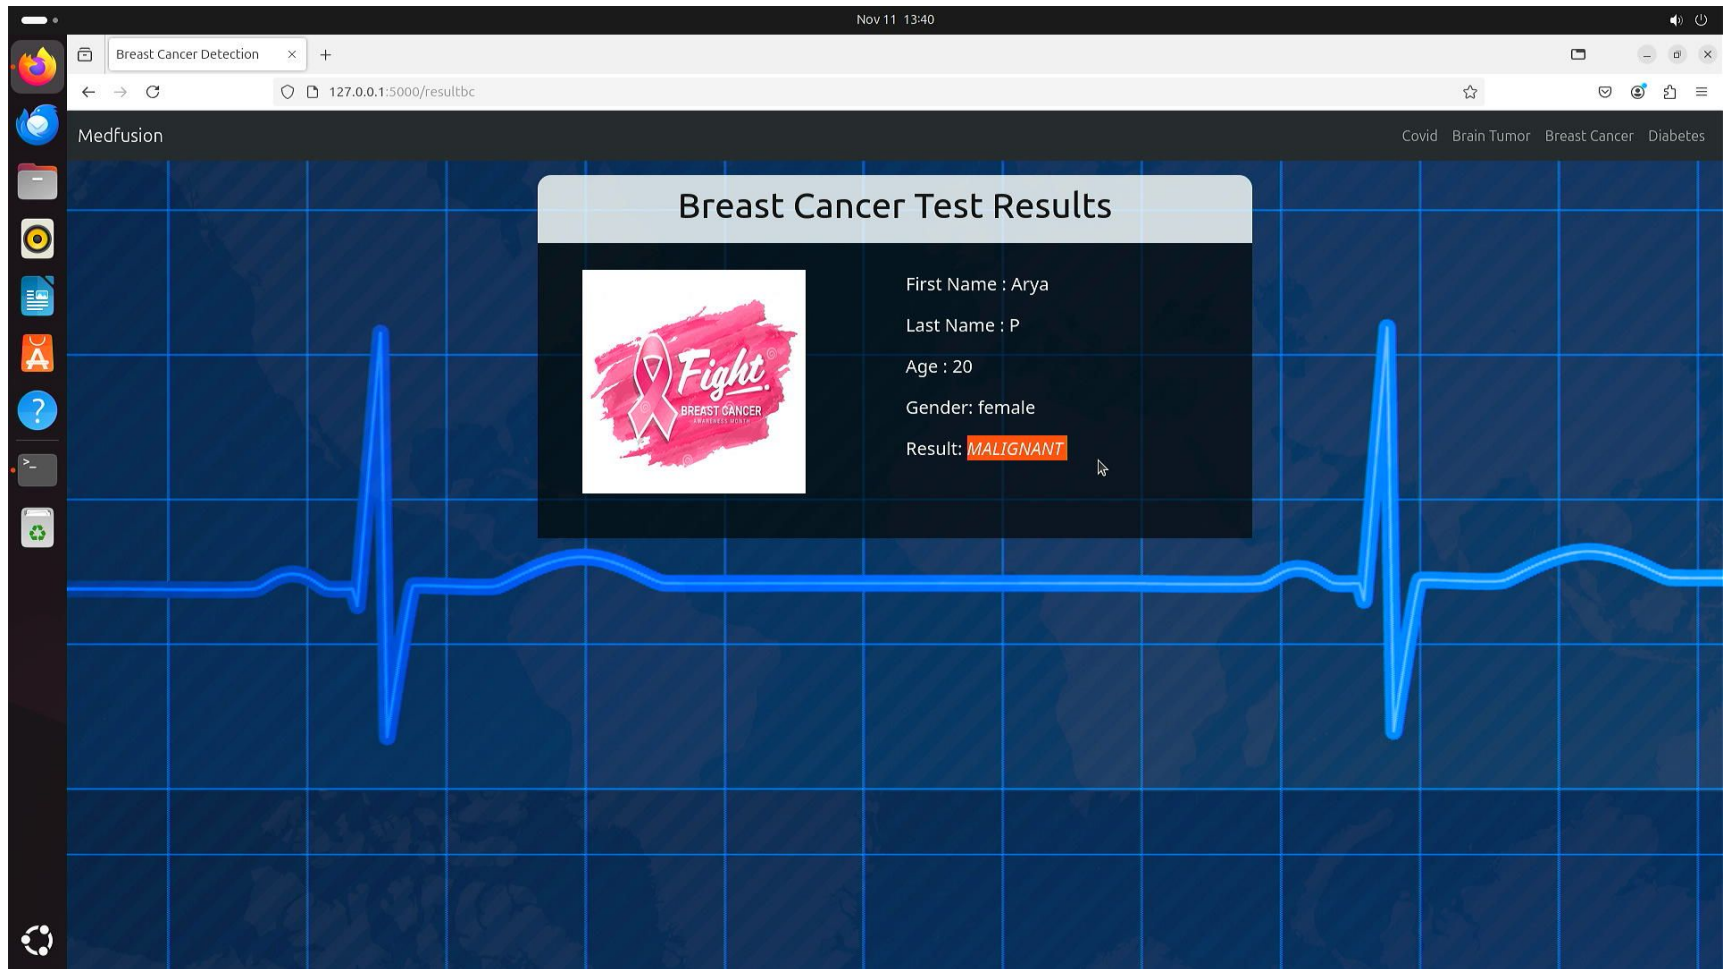 Nov 11 13:40
Breast Cancer Detection
127.0.0.1:5000/resultbc
Medfusion
Covid Brain Tumor Breast Cancer Diabetes
Breast Cancer Test Results
Fight
BREAST CANCER
AWARENESS MONTH
First Name : Arya
Last Name : P
Age : 20
Gender: female
Result: MALIGNANT